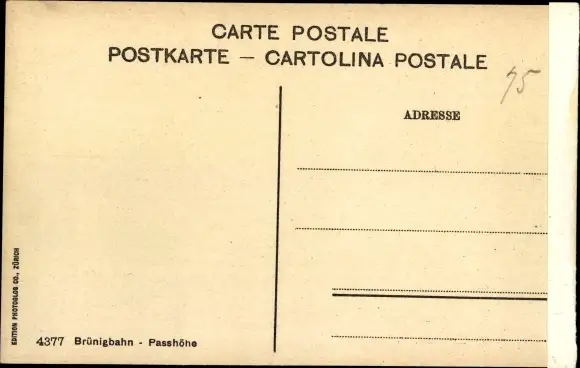 CARTE POSTALE
POSTKARTE — CARTOLINA POSTALE
75
ADRESSE
EDITION PHOTOGLOB CO., ZÜRICH
4377 Brünigbahn - Passhöhe